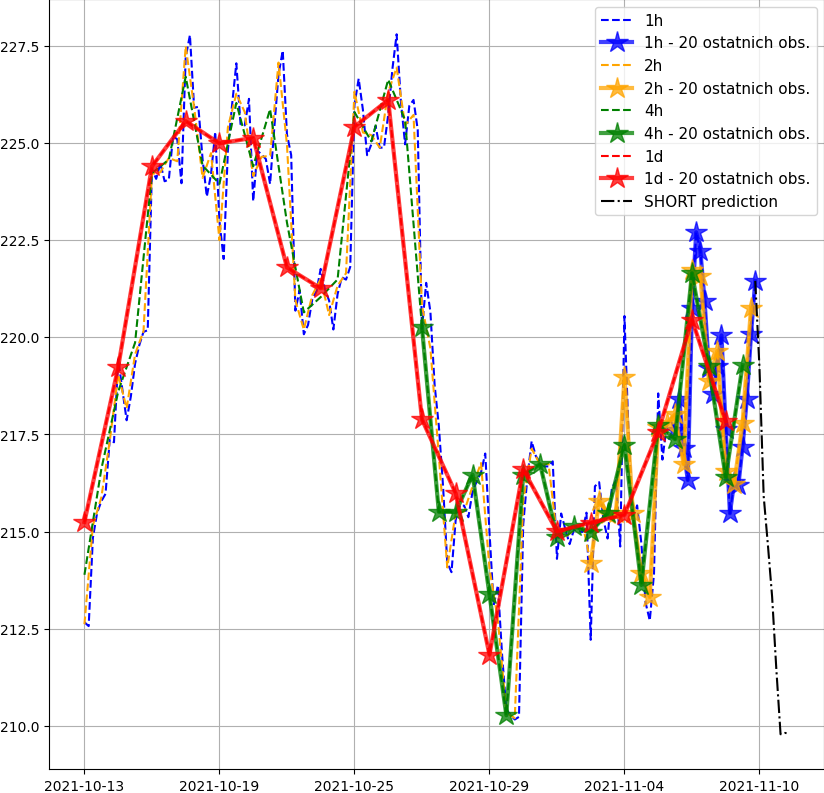 1h
1h - 20 ostatnich obs.
2h
2h - 20 ostatnich obs.
4h
4h - 20 ostatnich obs.
1d
1d - 20 ostatnich obs.
SHORT prediction
227.5
225.0
222.5
220.0
217.5
215.0
212.5
210.0
2021-10-13 2021-10-19 2021-10-25 2021-10-29 2021-11-04 2021-11-10